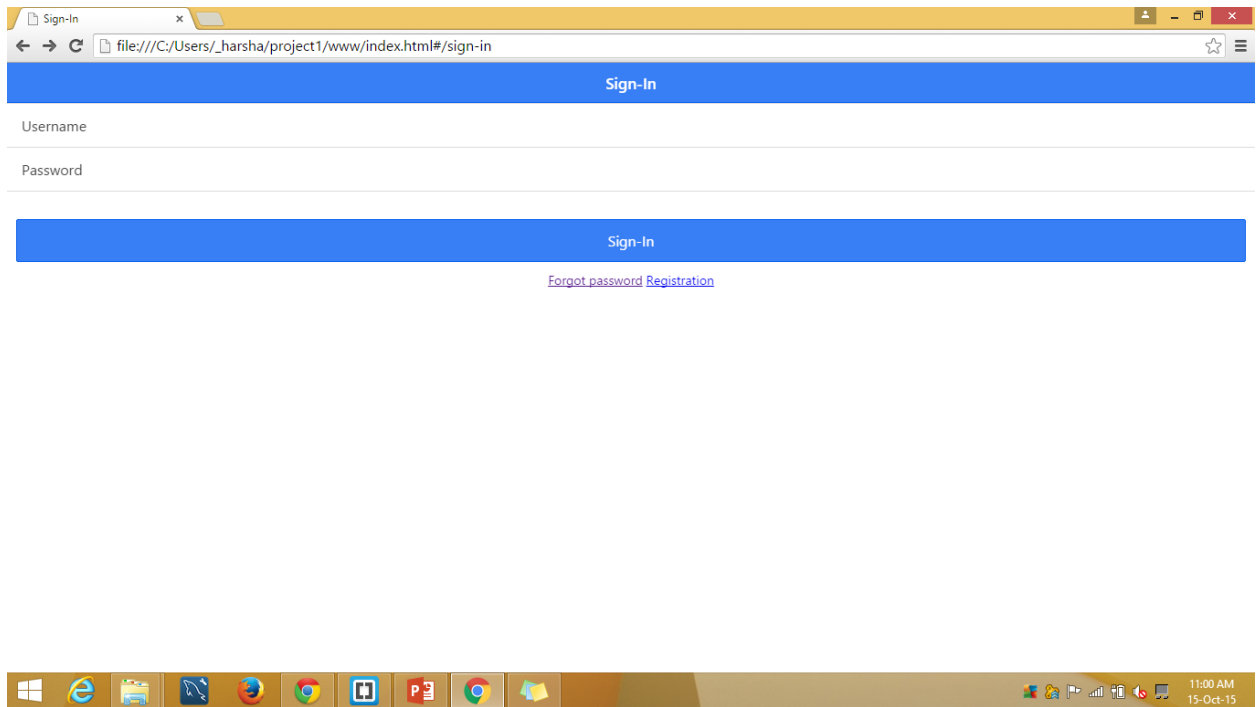 Sign-In
file:///C:/Users/_harsha/project1/www/index.html#/sign-in
Sign-In
Username
Password
Sign-In
Forgot password Registration
11:00 AM
15-Oct-15